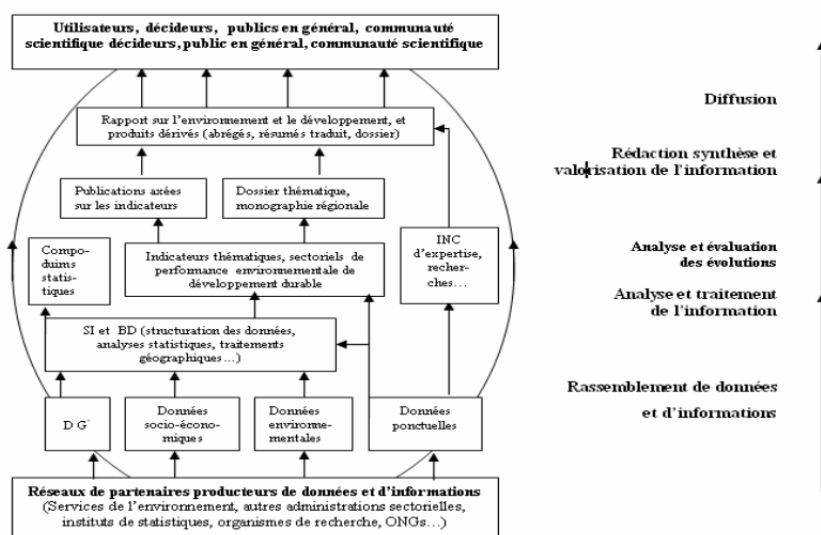 Utilisateurs, décideurs, publics en général, communauté
scientifique décideurs, public en général, communauté scientifique
Diffusion
Rapport sur l'environnement et le développement, et
produits dérivés (abrégés, résumés traduit, dossier)
Rédaction synthèse et
valorisation de l'information
Publications axées
sur les indicateurs
Dossier thématique,
monographie régionale
Compo-
duims
statis-
tiques
Indicateurs thématiques, sectoriels de
performance environnementale de
développement durable
INC
d'expertise,
recher-
ches…
Analyse et évaluation
des évolutions
Analyse et traitement
de l'information
SI et BD (structuration des données,
analyses statistiques, traitements
géographiques…)
Rassemblement de données
et d'informations
D G*
Données
socio-écono-
miques
Données
environne-
mentales
Données
ponctuelles
Réseaux de partenaires producteurs de données et d'informations
(Services de l'environnement, autres administrations sectorielles,
instituts de statistiques, organismes de recherche, ONGs…)